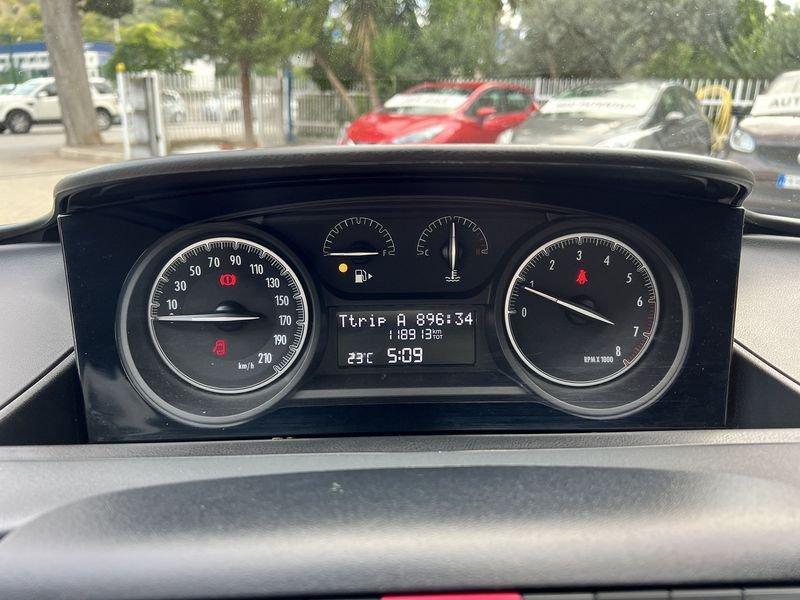 10 30 50 70 90 110 130 150 170 190 210
km/h
E F
C H
Ttrip A 896:34
118913 km TOT
23°C 5:09
0 1 2 3 4 5 6 7 8
RPM X 1000